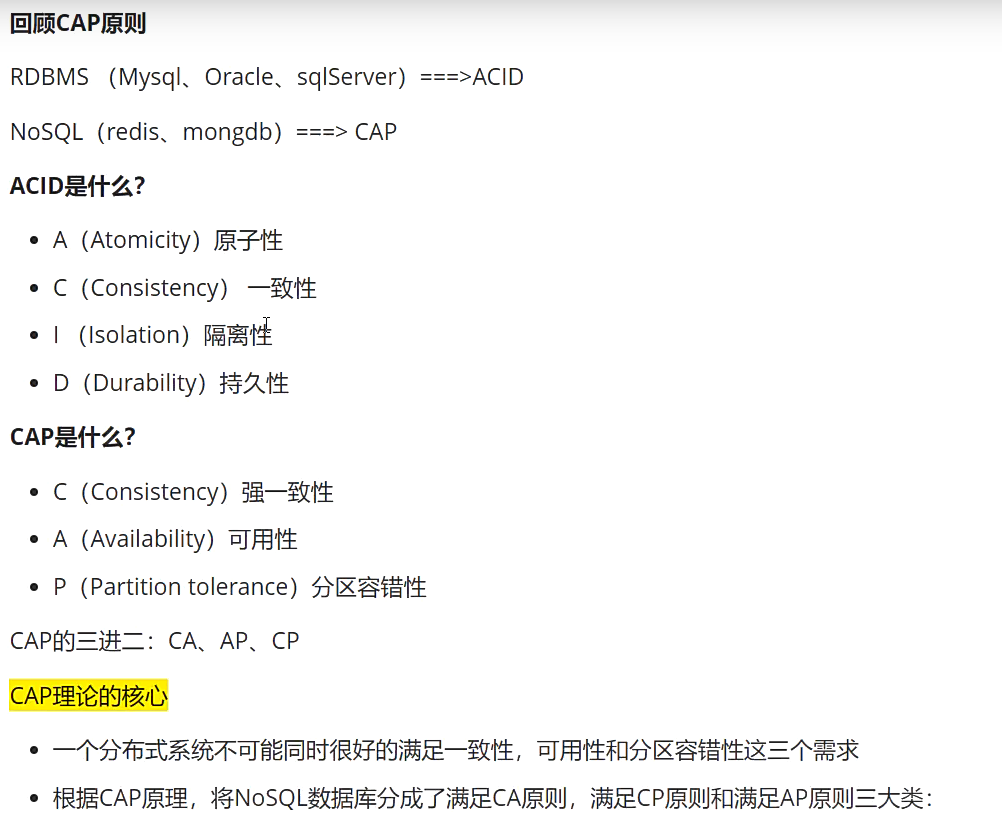 回顾CAP原则
RDBMS （Mysql、Oracle、sqlServer）===>ACID
NoSQL（redis、mongdb）===> CAP
ACID是什么？
A（Atomicity）原子性
C（Consistency） 一致性
I （Isolation）隔离性
D（Durability）持久性
CAP是什么？
C（Consistency）强一致性
A（Availability）可用性
P（Partition tolerance）分区容错性
CAP的三进二：CA、AP、CP
CAP理论的核心
一个分布式系统不可能同时很好的满足一致性，可用性和分区容错性这三个需求
根据CAP原理，将NoSQL数据库分成了满足CA原则，满足CP原则和满足AP原则三大类：